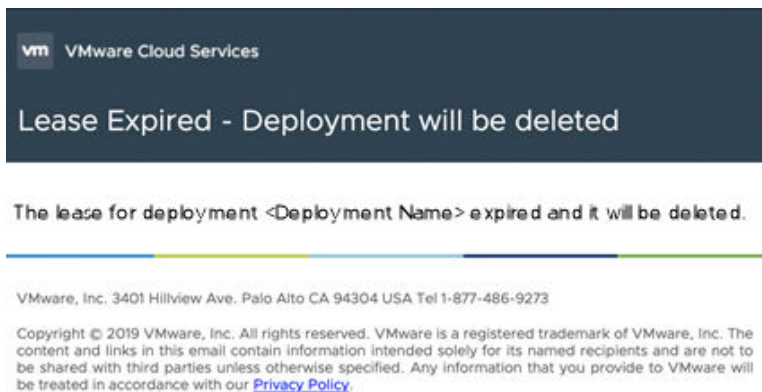 vm VMware Cloud Services
Lease Expired - Deployment will be deleted
The lease for deployment <Deployment Name> expired and it will be deleted.
VMware, Inc. 3401 Hillview Ave. Palo Alto CA 94304 USA Tel 1-877-486-9273
Copyright © 2019 VMware, Inc. All rights reserved. VMware is a registered trademark of VMware, Inc. The
content and links in this email contain information intended solely for its named recipients and are not to
be shared with third parties unless otherwise specified. Any information that you provide to VMware will
be treated in accordance with our Privacy Policy.